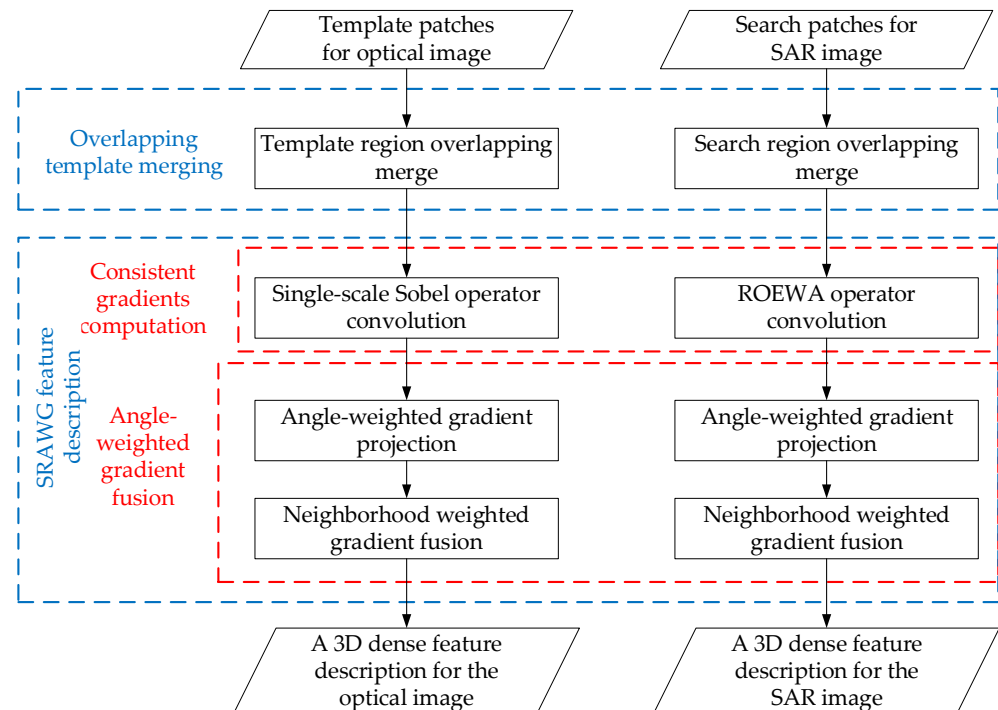 Template patches
for optical image
Search patches for
SAR image
Overlapping
template merging
Template region overlapping
merge
Search region overlapping
merge
SRAWG feature
description
Consistent
gradients
computation
Single-scale Sobel operator
convolution
ROEWA operator
convolution
Angle-
weighted
gradient
fusion
Angle-weighted gradient
projection
Angle-weighted gradient
projection
Neighborhood weighted
gradient fusion
Neighborhood weighted
gradient fusion
A 3D dense feature
description for the
optical image
A 3D dense feature
description for the
SAR image